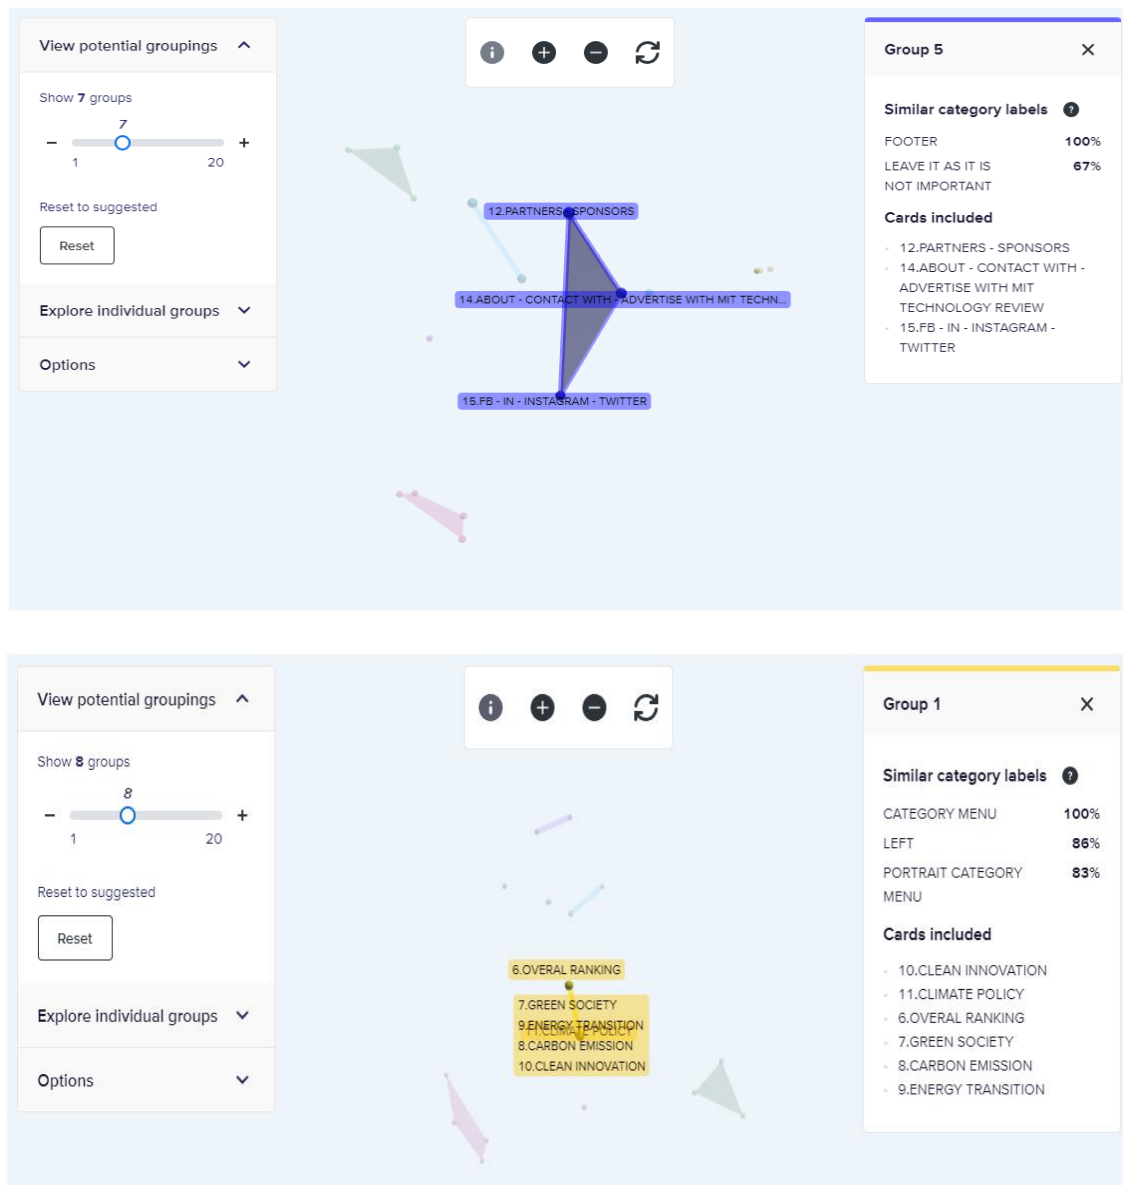 View potential groupings
Show 7 groups
7
1
20
Reset to suggested
Reset
Explore individual groups
Options
12.PARTNERS - SPONSORS
14.ABOUT - CONTACT WITH - ADVERTISE WITH MIT TECHN...
15.FB - IN - INSTAGRAM - TWITTER
Group 5
Similar category labels
FOOTER 100%
LEAVE IT AS IT IS 67%
NOT IMPORTANT
Cards included
12.PARTNERS - SPONSORS
14.ABOUT - CONTACT WITH -
ADVERTISE WITH MIT
TECHNOLOGY REVIEW
15.FB - IN - INSTAGRAM -
TWITTER
View potential groupings
Show 8 groups
8
1
20
Reset to suggested
Reset
Explore individual groups
Options
6.OVERAL RANKING
7.GREEN SOCIETY
9.ENERGY TRANSITION
11.CLIMATE POLICY
8.CARBON EMISSION
10.CLEAN INNOVATION
Group 1
Similar category labels
CATEGORY MENU 100%
LEFT 86%
PORTRAIT CATEGORY 83%
MENU
Cards included
10.CLEAN INNOVATION
11.CLIMATE POLICY
6.OVERAL RANKING
7.GREEN SOCIETY
8.CARBON EMISSION
9.ENERGY TRANSITION